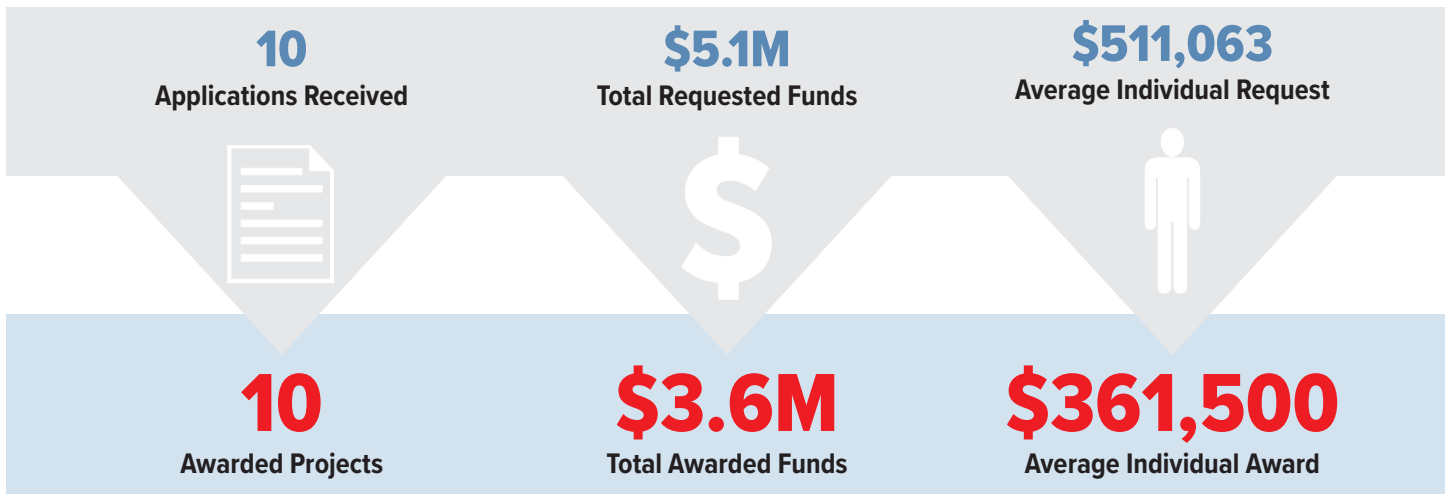 10
Applications Received
$5.1M
Total Requested Funds
$511,063
Average Individual Request
$
10
Awarded Projects
$3.6M
Total Awarded Funds
$361,500
Average Individual Award